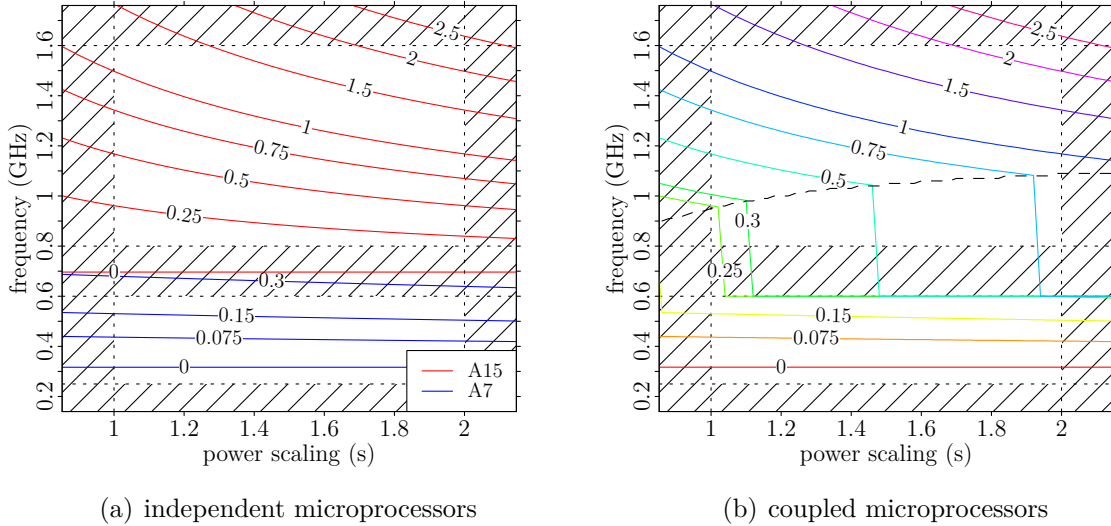 2.5
2
1.5
1
0.75
0.5
0.25
0
0.3
0.15
0.075
0
A15
A7
0.2 0.4 0.6 0.8 1 1.2 1.4 1.6
frequency (GHz)
1 1.2 1.4 1.6 1.8 2
power scaling (s)
(a) independent microprocessors
2.5
2
1.5
1
0.75
0.5
0.3
0.25
0.15
0.075
0
0.2 0.4 0.6 0.8 1 1.2 1.4 1.6
frequency (GHz)
1 1.2 1.4 1.6 1.8 2
power scaling (s)
(b) coupled microprocessors